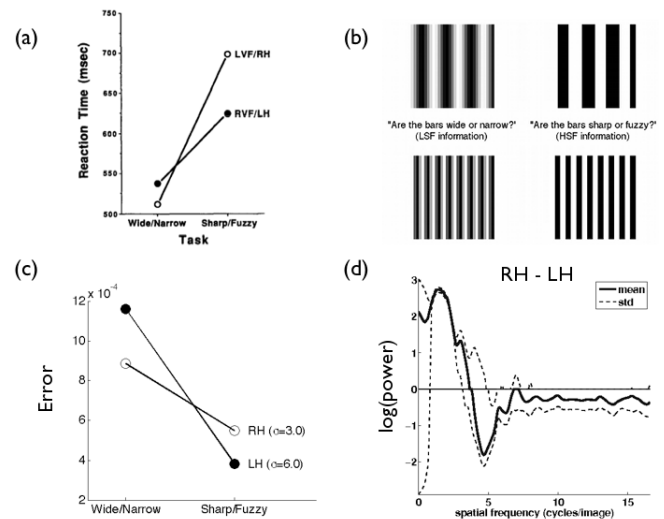 (a)
Reaction Time (msec)
750
700
650
600
550
500
LVF/RH
RVF/LH
Wide/Narrow Sharp/Fuzzy
Task
(b)
"Are the bars wide or narrow?"
(LSF information)
"Are the bars sharp or fuzzy?"
(HSF information)
(c)
Error
x 10⁻⁴
12
10
8
6
4
2
RH (σ=3.0)
LH (σ=6.0)
Wide/Narrow Sharp/Fuzzy
(d)
RH - LH
mean
std
log(power)
3
2
1
0
-1
-2
0 5 10 15
spatial frequency (cycles/image)